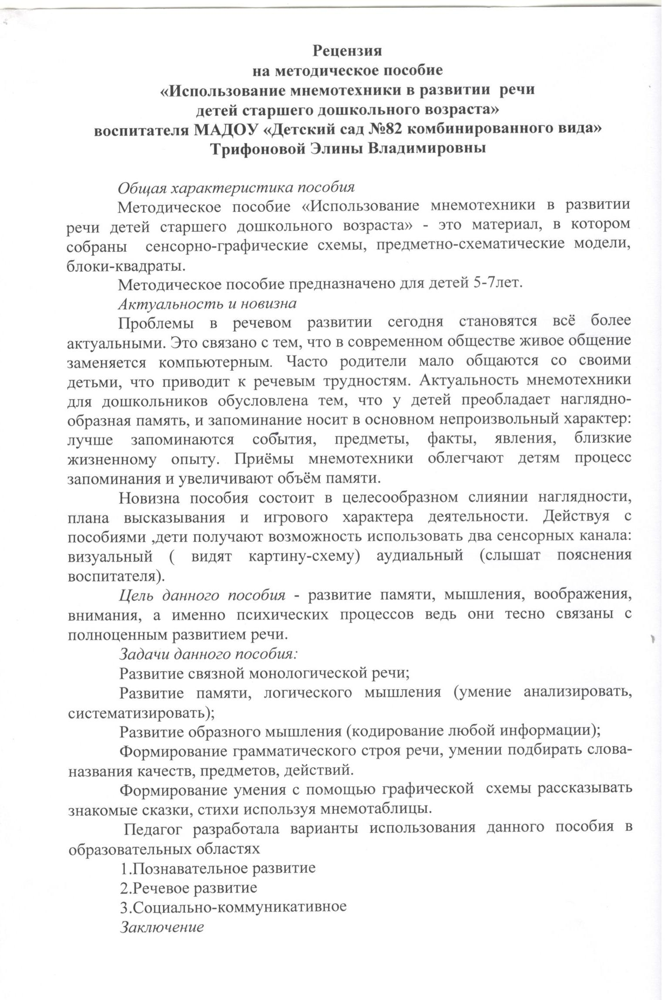 Рецензия
на методическое пособие
«Использование мнемотехники в развитии  речи
детей старшего дошкольного возраста»
воспитателя МАДОУ «Детский сад №82 комбинированного вида»
Трифоновой Элины Владимировны
Общая характеристика пособия
Методическое пособие «Использование мнемотехники в развитии
речи детей старшего дошкольного возраста» - это материал, в котором
собраны  сенсорно-графические схемы, предметно-схематические модели,
блоки-квадраты.
Методическое пособие предназначено для детей 5-7лет.
Актуальность и новизна
Проблемы в речевом развитии сегодня становятся всё более
актуальными. Это связано с тем, что в современном обществе живое общение
заменяется компьютерным. Часто родители мало общаются со своими
детьми, что приводит к речевым трудностям. Актуальность мнемотехники
для дошкольников обусловлена тем, что у детей преобладает наглядно-
образная память, и запоминание носит в основном непроизвольный характер:
лучше запоминаются события, предметы, факты, явления, близкие
жизненному опыту. Приёмы мнемотехники облегчают детям процесс
запоминания и увеличивают объём памяти.
Новизна пособия состоит в целесообразном слиянии наглядности,
плана высказывания и игрового характера деятельности. Действуя с
пособиями ,дети получают возможность использовать два сенсорных канала:
визуальный ( видят картину-схему) аудиальный (слышат пояснения
воспитателя).
Цель данного пособия - развитие памяти, мышления, воображения,
внимания, а именно психических процессов ведь они тесно связаны с
полноценным развитием речи.
Задачи данного пособия:
Развитие связной монологической речи;
Развитие памяти, логического мышления (умение анализировать,
систематизировать);
Развитие образного мышления (кодирование любой информации);
Формирование грамматического строя речи, умении подбирать слова-
названия качеств, предметов, действий.
Формирование умения с помощью графической  схемы рассказывать
знакомые сказки, стихи используя мнемотаблицы.
Педагог разработала варианты использования данного пособия в
образовательных областях
1.Познавательное развитие
2.Речевое развитие
3.Социально-коммуникативное
Заключение